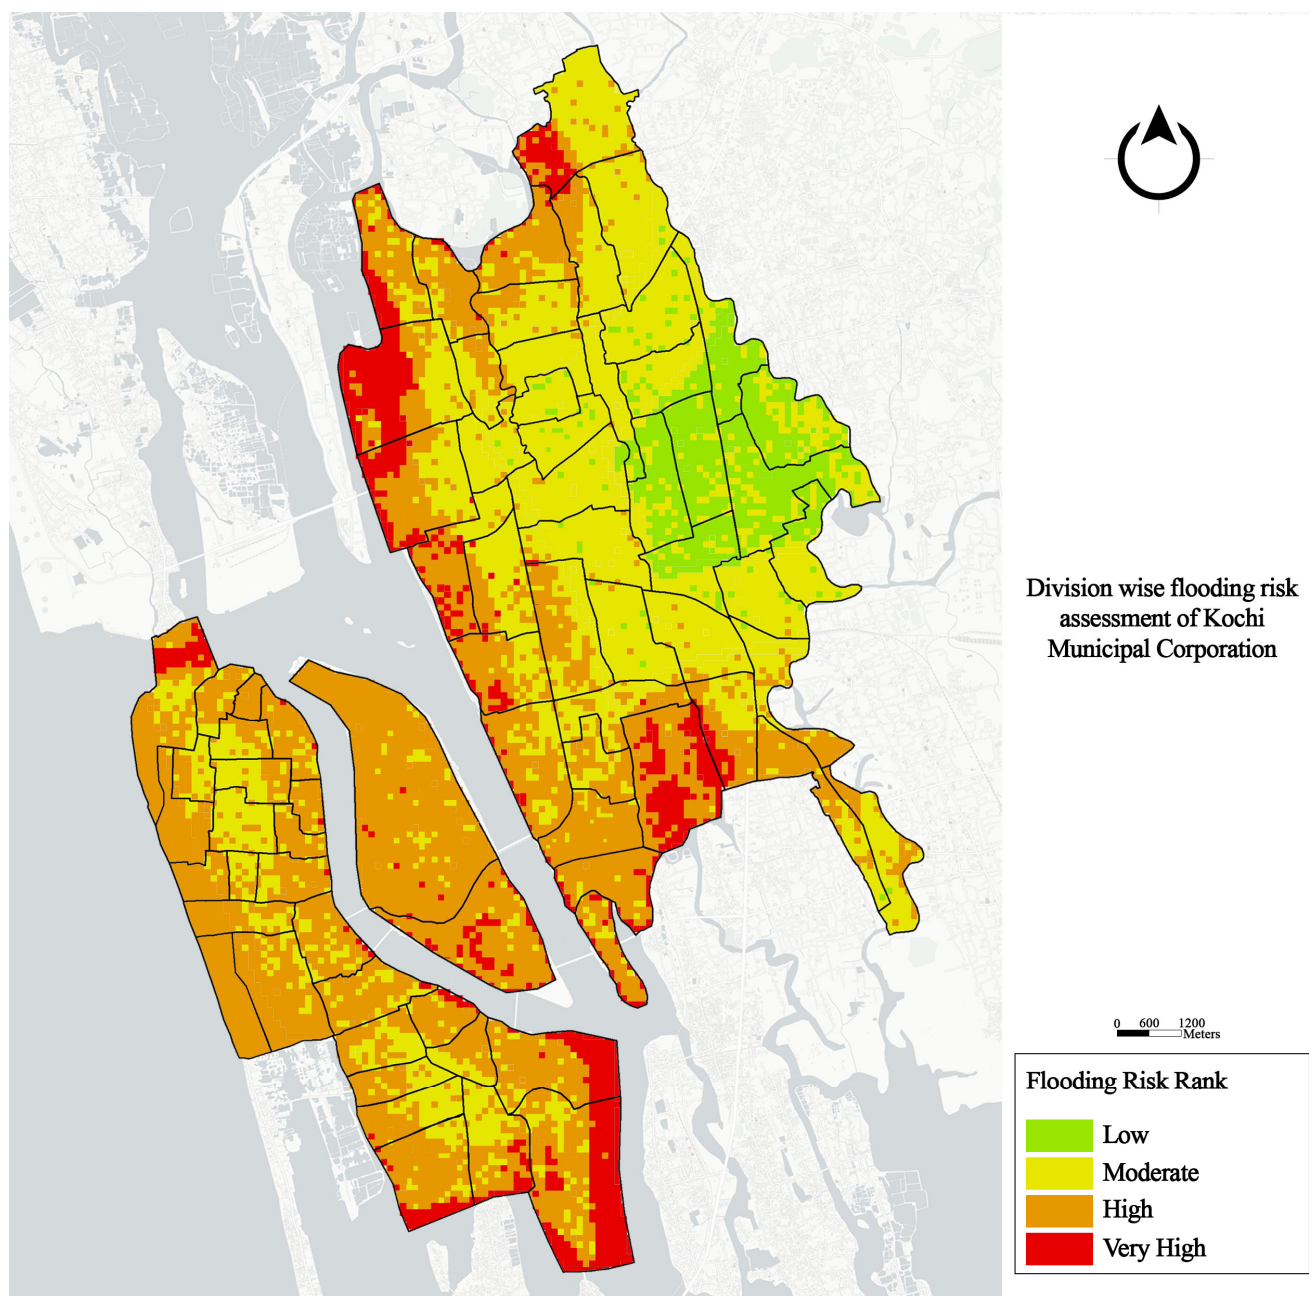 Division wise flooding risk
assessment of Kochi
Municipal Corporation
0 600 1200
Meters
Flooding Risk Rank
Low
Moderate
High
Very High